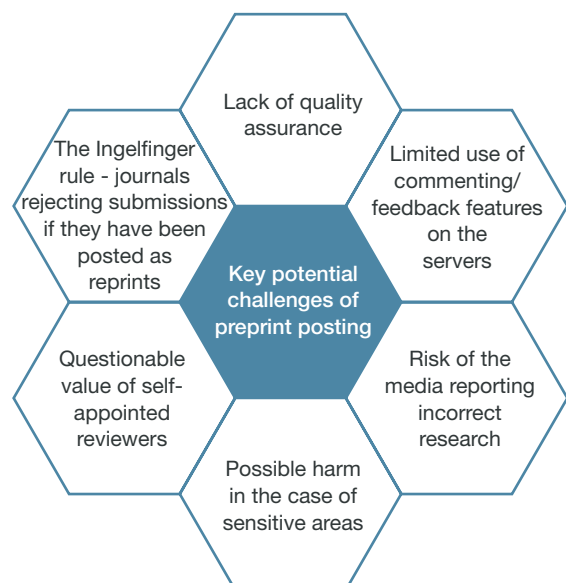 Lack of quality
assurance
The Ingelfinger
rule - journals
rejecting submissions
if they have been
posted as
reprints
Limited use of
commenting/
feedback features
on the
servers
Key potential
challenges of
preprint posting
Questionable
value of self-
appointed
reviewers
Risk of the
media reporting
incorrect
research
Possible harm
in the case of
sensitive areas